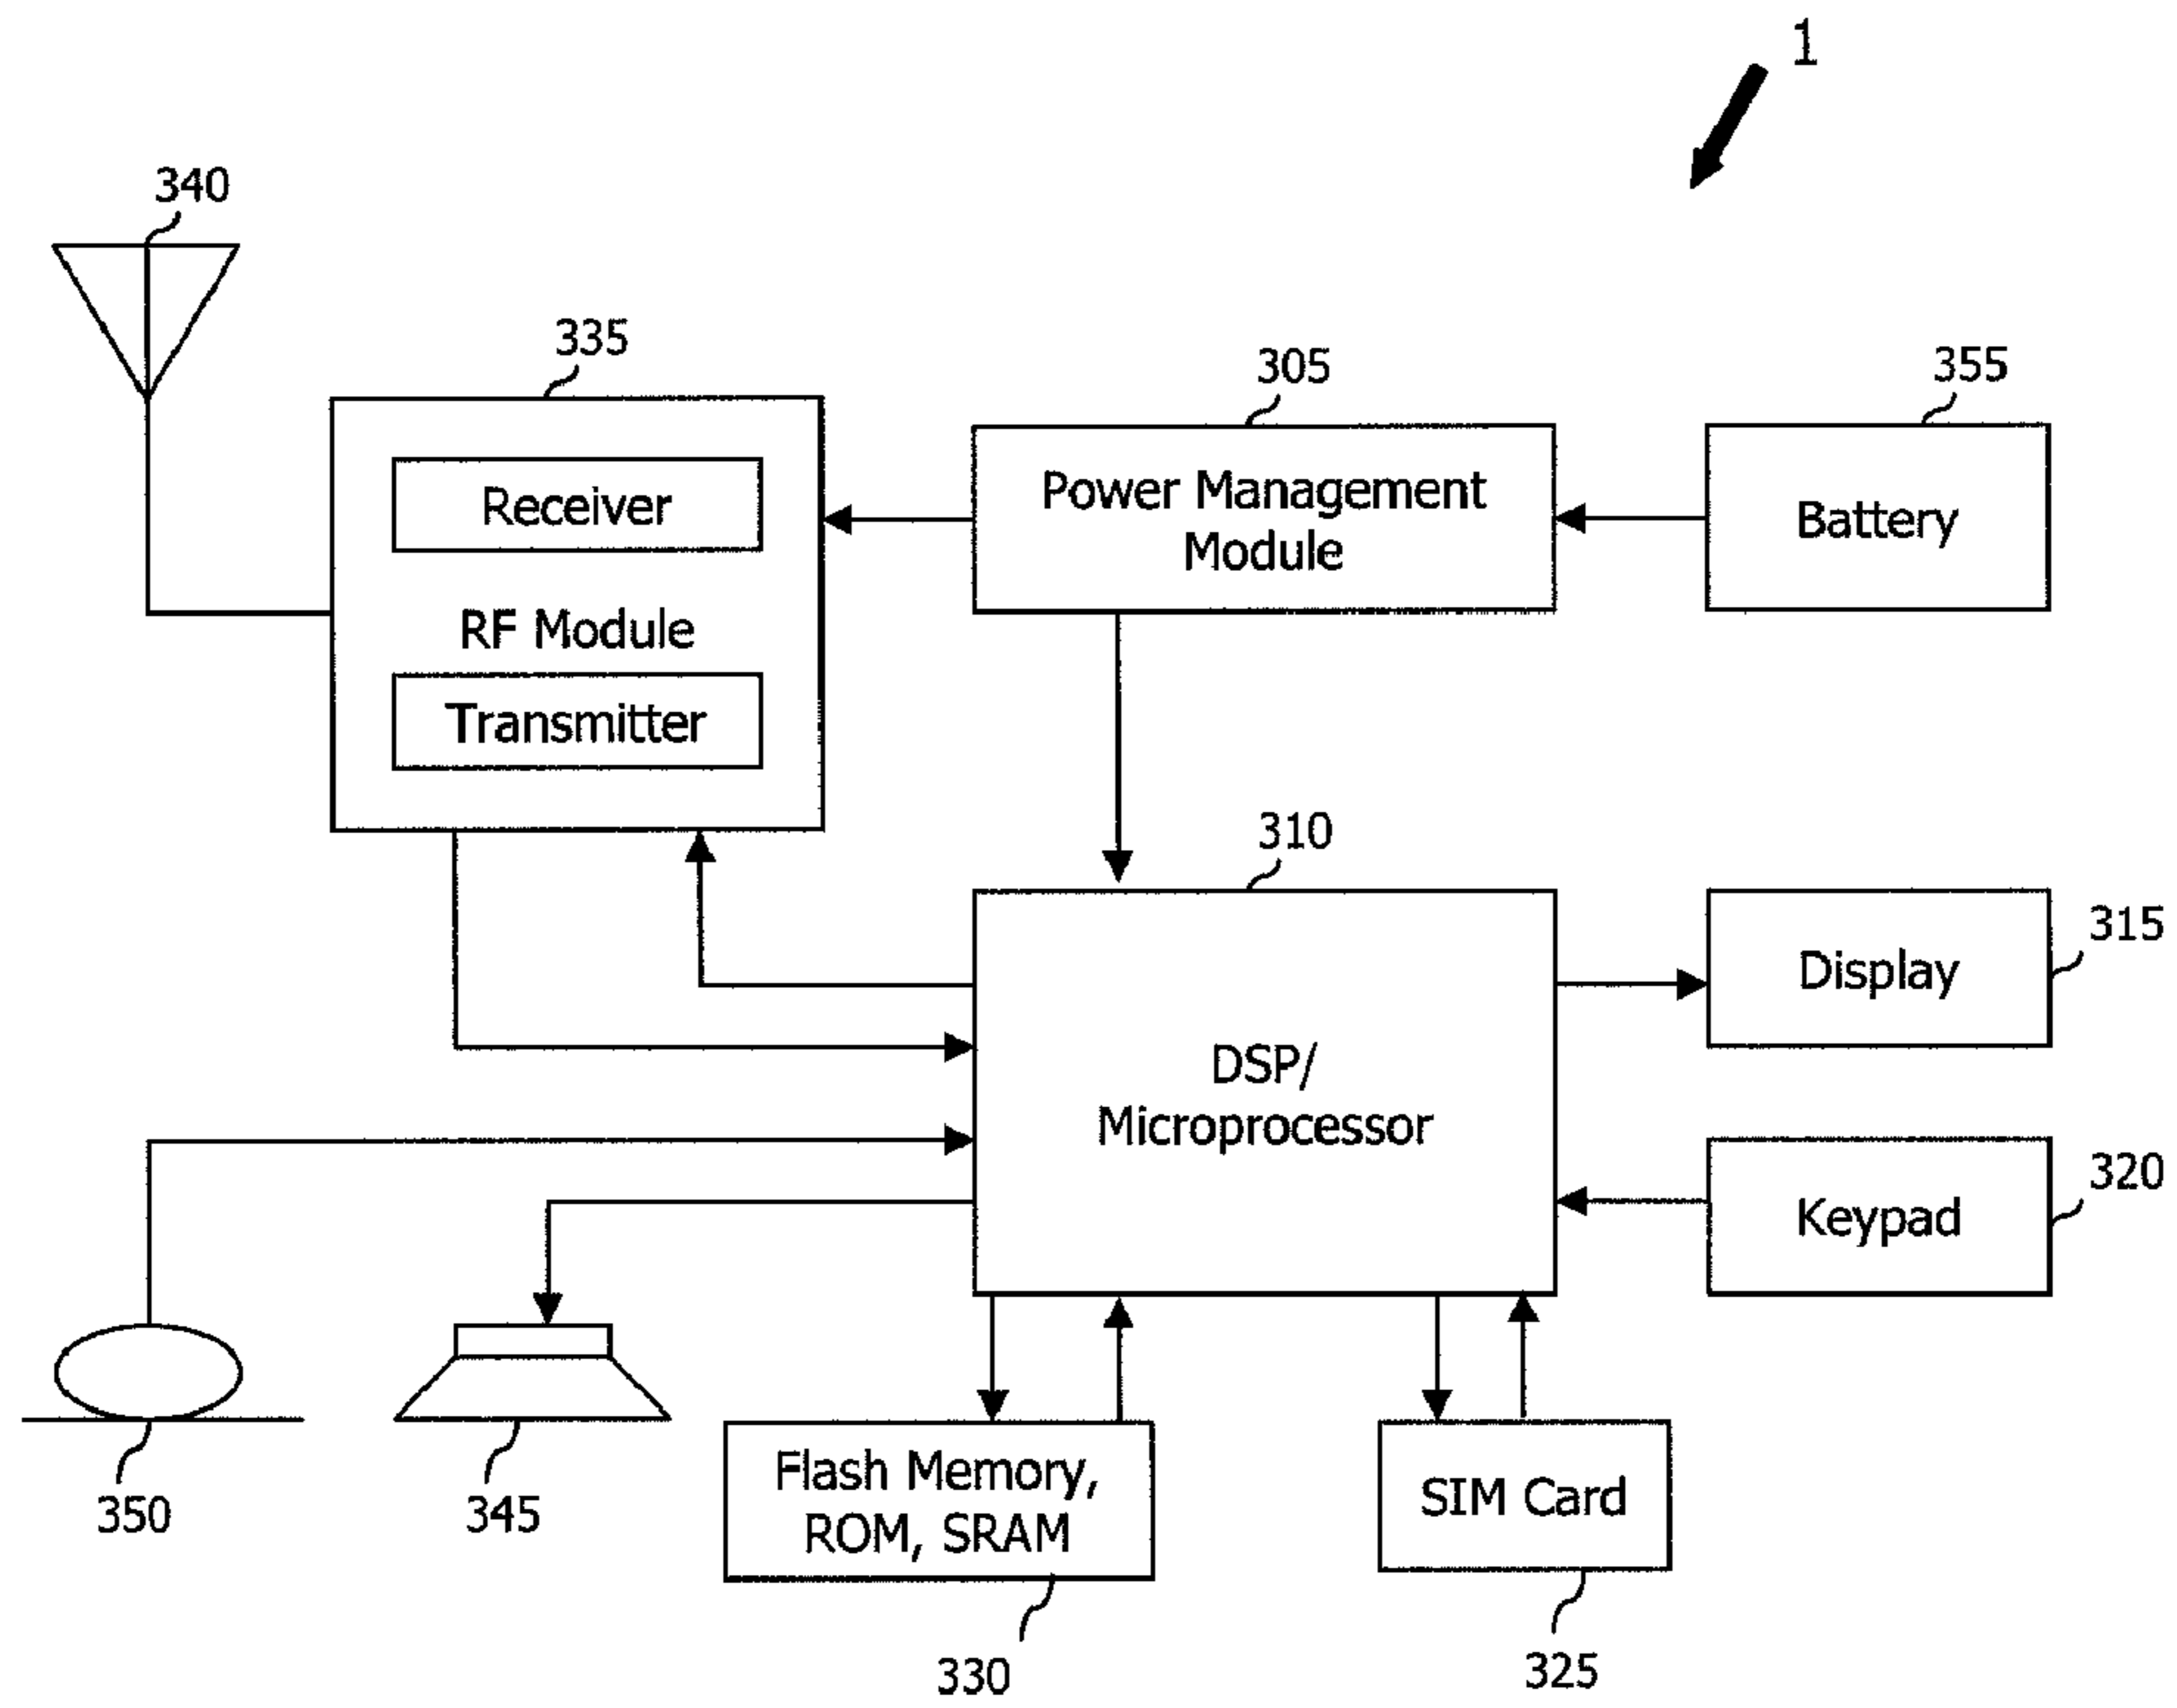 1
340
335
305
355
Receiver
Power Management
Module
Battery
RF Module
Transmitter
310
315
Display
DSP/
Microprocessor
320
Keypad
350
345
Flash Memory,
ROM, SRAM
SIM Card
330
325